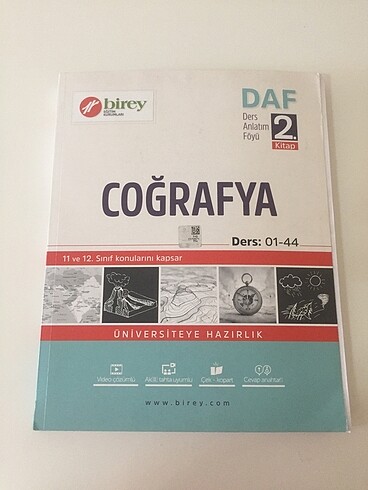 birey
EĞİTİM KURUMLARI
DAF
Ders
Anlatım
Föyü
2.
Kitap
COĞRAFYA
Ders: 01-44
11 ve 12. Sınıf konularını kapsar
ÜNİVERSİTEYE HAZIRLIK
Video çözümlü
Akıllı tahta uyumlu
Çek - kopart
Cevap anahtarı
www.birey.com